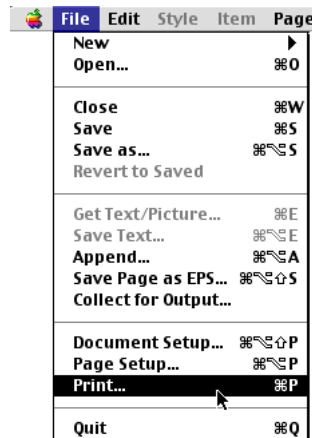 File Edit Style Item Page
New
Open... ⌘O
Close ⌘W
Save ⌘S
Save as... ⌘⌥S
Revert to Saved
Get Text/Picture... ⌘E
Save Text... ⌘⌥E
Append... ⌘⌥A
Save Page as EPS... ⌘⌥⇧S
Collect for Output...
Document Setup... ⌘⌥⇧P
Page Setup... ⌘⌥P
Print... ⌘P
Quit ⌘Q